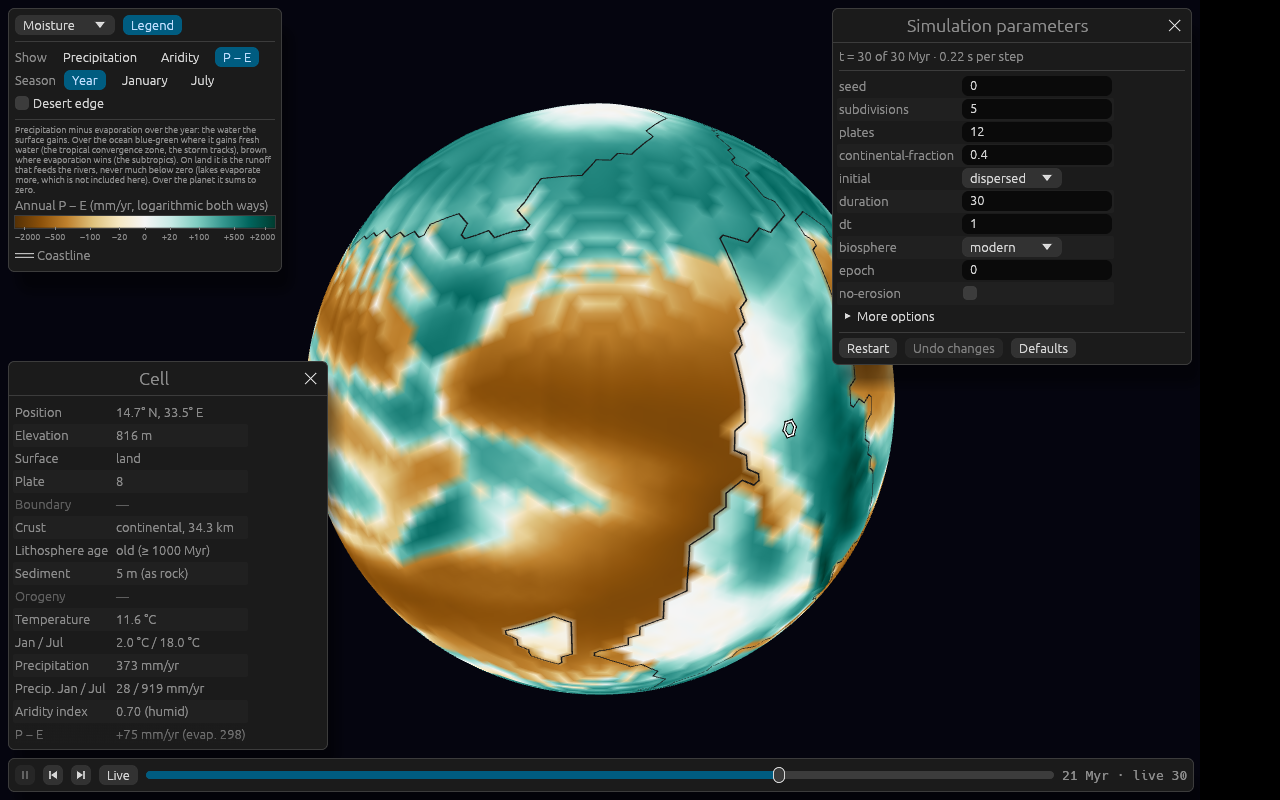 Moisture Legend
Show Precipitation Aridity P – E
Season Year January July
Desert edge
Precipitation minus evaporation over the year: the water the
surface gains. Over the ocean blue-green where it gains fresh
water (the tropical convergence zone, the storm tracks), brown
where evaporation wins (the subtropics). On land it is the runoff
that feeds the rivers, never much below zero (lakes evaporate
more, which is not included here). Over the planet it sums to
zero.
Annual P – E (mm/yr, logarithmic both ways)
−2000 −500 −100 −20 0 +20 +100 +500 +2000
Coastline
Cell
Position 14.7° N, 33.5° E
Elevation 816 m
Surface land
Plate 8
Boundary —
Crust continental, 34.3 km
Lithosphere age old (≥ 1000 Myr)
Sediment 5 m (as rock)
Orogeny —
Temperature 11.6 °C
Jan / Jul 2.0 °C / 18.0 °C
Precipitation 373 mm/yr
Precip. Jan / Jul 28 / 919 mm/yr
Aridity index 0.70 (humid)
P – E +75 mm/yr (evap. 298)
Simulation parameters
t = 30 of 30 Myr · 0.22 s per step
seed 0
subdivisions 5
plates 12
continental-fraction 0.4
initial dispersed
duration 30
dt 1
biosphere modern
epoch 0
no-erosion
More options
Restart Undo changes Defaults
Live 21 Myr · live 30